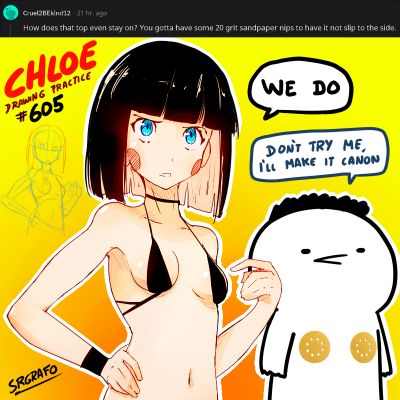 Cruel2BEkind12 · 21 hr. ago
How does that top even stay on? You gotta have some 20 grit sandpaper nips to have it not slip to the side.
CHLOE
DRAWING PRACTICE
#605
WE DO
DON'T TRY ME,
I'LL MAKE IT CANON
SRGRAFO